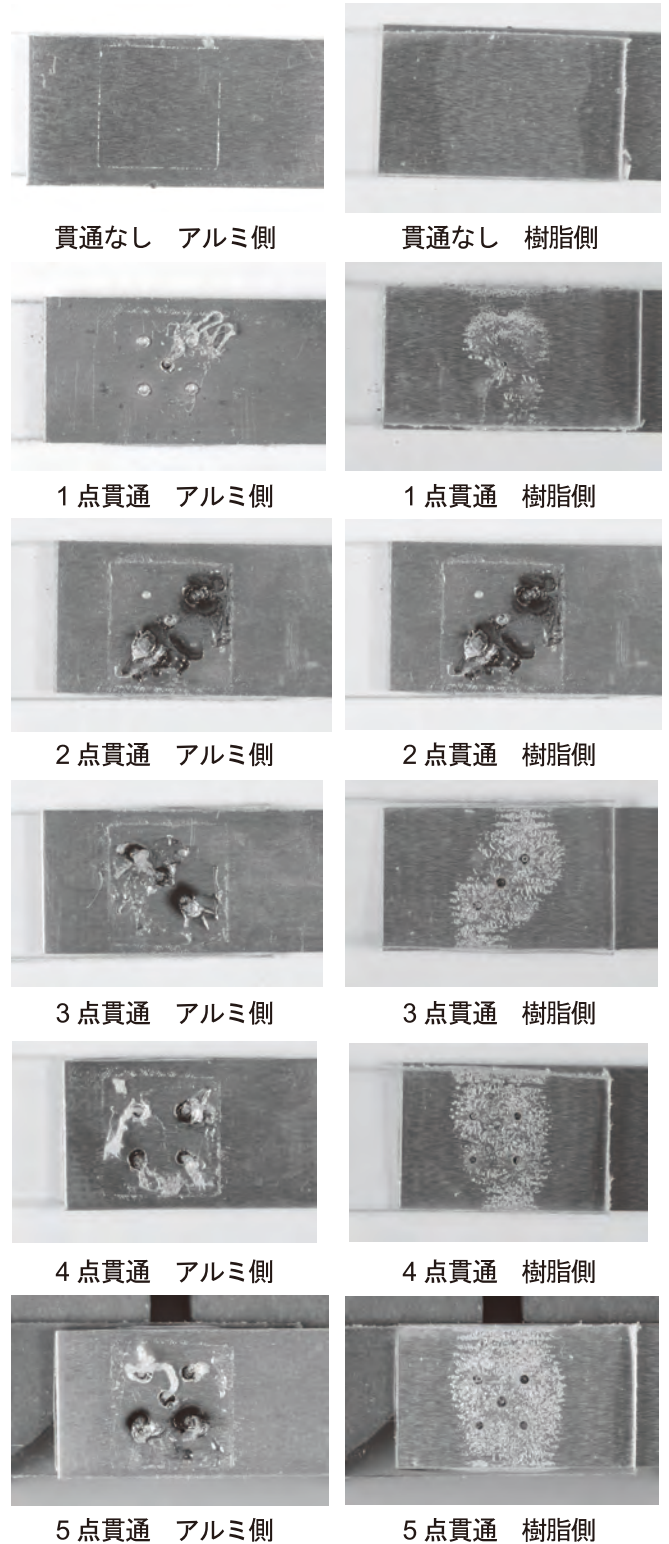 貫通なし　アルミ側
貫通なし　樹脂側
1 点貫通　アルミ側
1 点貫通　樹脂側
2 点貫通　アルミ側
2 点貫通　樹脂側
3 点貫通　アルミ側
3 点貫通　樹脂側
4 点貫通　アルミ側
4 点貫通　樹脂側
5 点貫通　アルミ側
5 点貫通　樹脂側